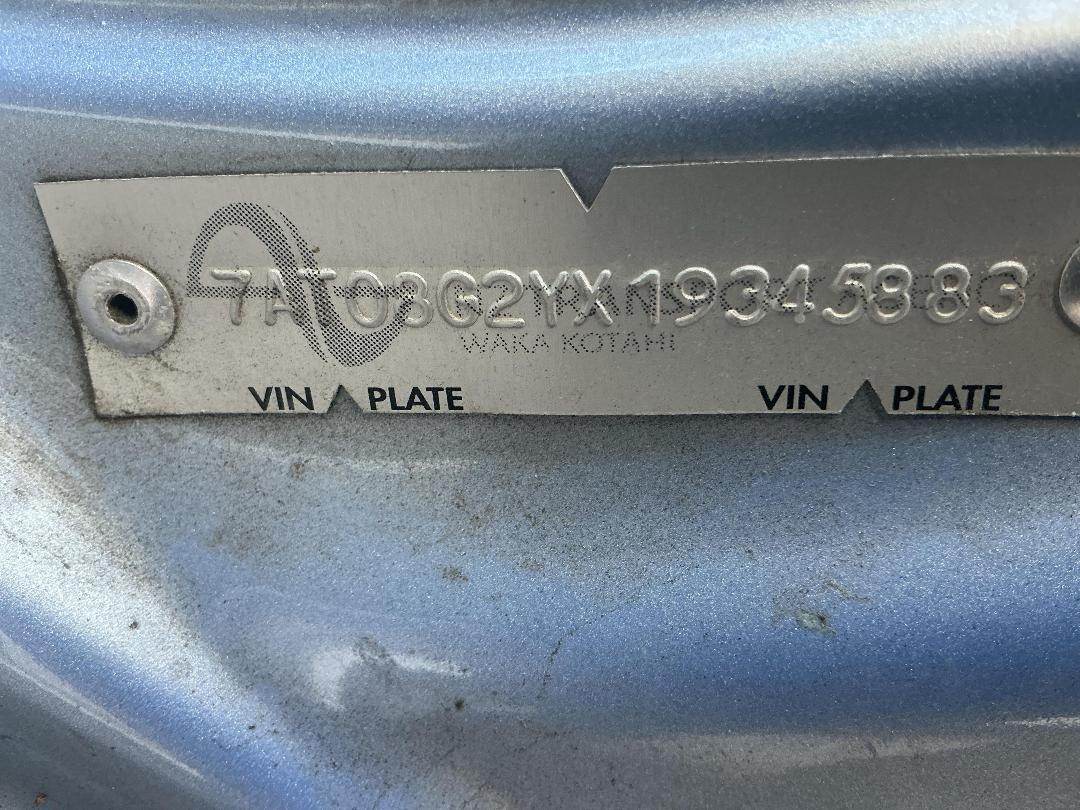 7AT03G2YX19345883
WAKA KOTAHI
VIN PLATE VIN PLATE